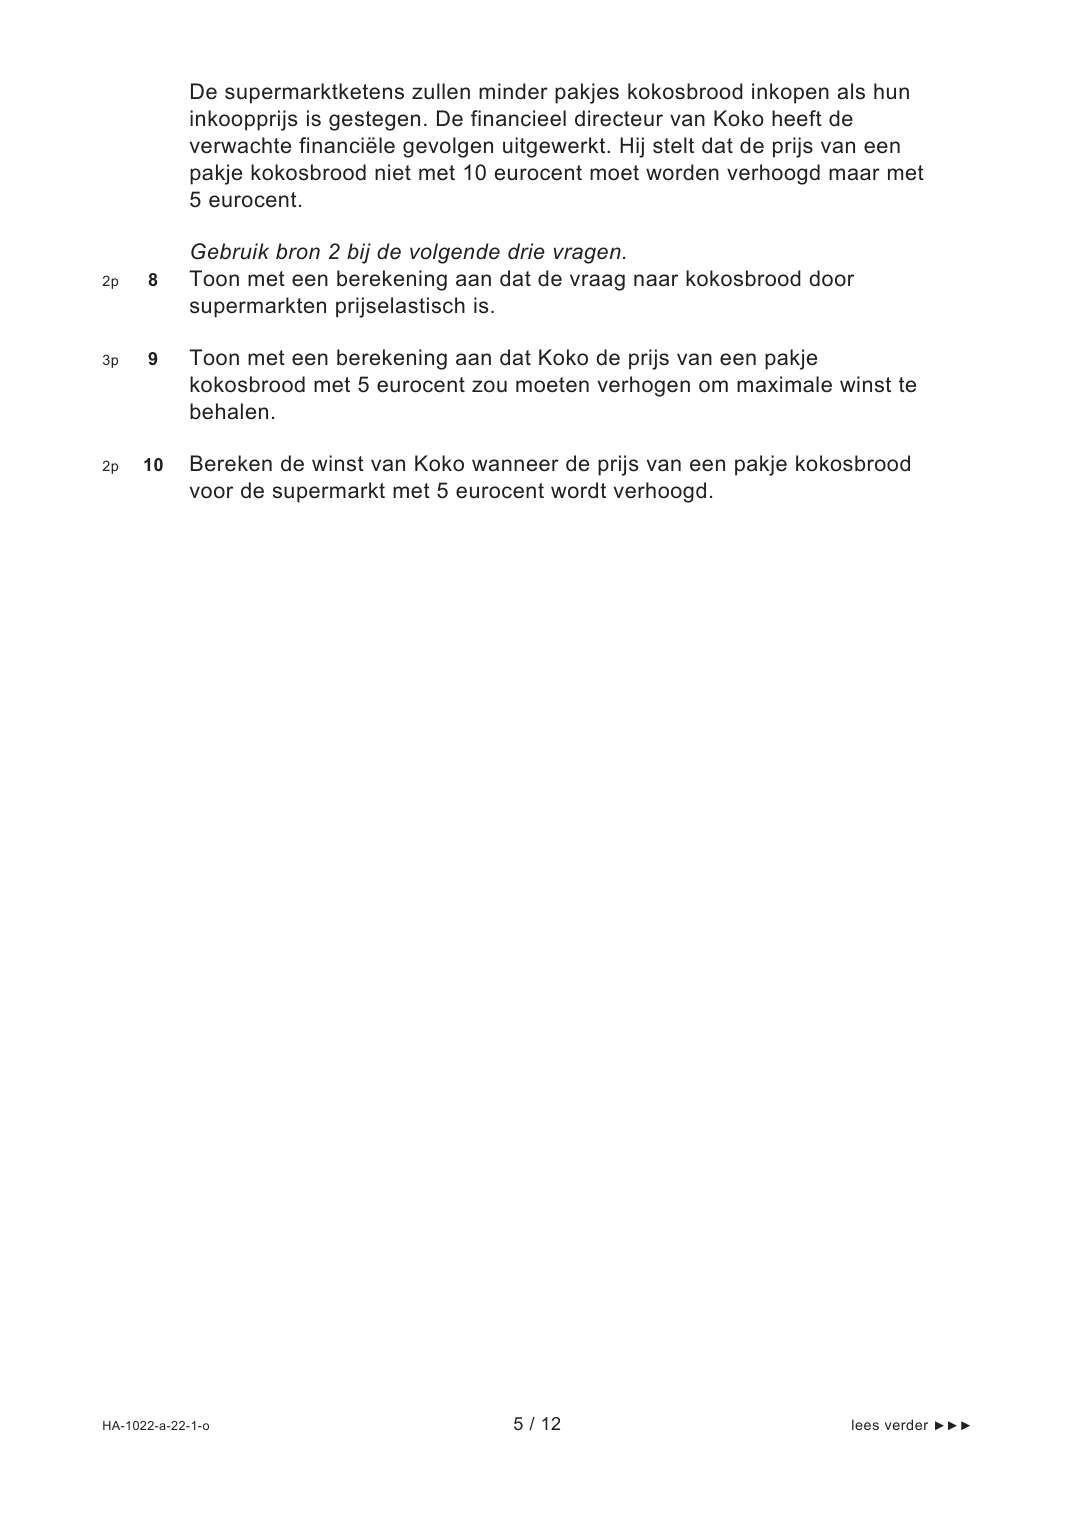 De supermarktketens zullen minder pakjes kokosbrood inkopen als hun
inkoopprijs is gestegen. De financieel directeur van Koko heeft de
verwachte financiële gevolgen uitgewerkt. Hij stelt dat de prijs van een
pakje kokosbrood niet met 10 eurocent moet worden verhoogd maar met
5 eurocent.
Gebruik bron 2 bij de volgende drie vragen.
2p 8 Toon met een berekening aan dat de vraag naar kokosbrood door
supermarkten prijselastisch is.
3p 9 Toon met een berekening aan dat Koko de prijs van een pakje
kokosbrood met 5 eurocent zou moeten verhogen om maximale winst te
behalen.
2p 10 Bereken de winst van Koko wanneer de prijs van een pakje kokosbrood
voor de supermarkt met 5 eurocent wordt verhoogd.
HA-1022-a-22-1-o 5 / 12 lees verder ►►►